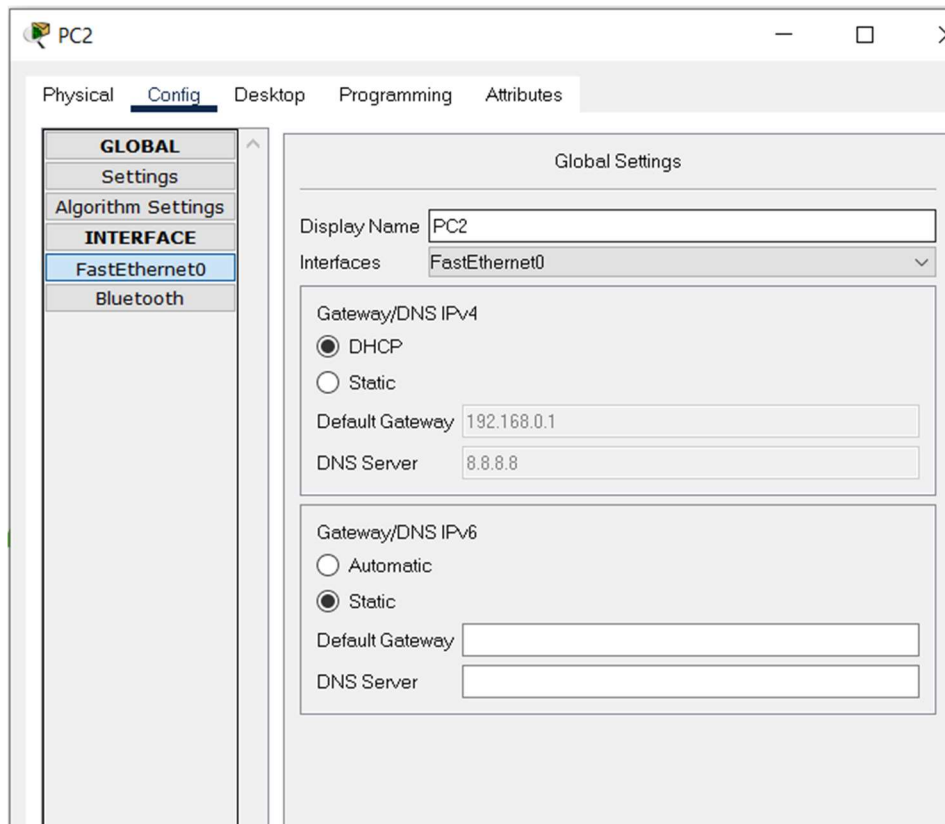 PC2
Physical Config Desktop Programming Attributes
GLOBAL
Settings
Algorithm Settings
INTERFACE
FastEthernet0
Bluetooth
Global Settings
Display Name PC2
Interfaces FastEthernet0
Gateway/DNS IPv4
DHCP
Static
Default Gateway 192.168.0.1
DNS Server 8.8.8.8
Gateway/DNS IPv6
Automatic
Static
Default Gateway
DNS Server